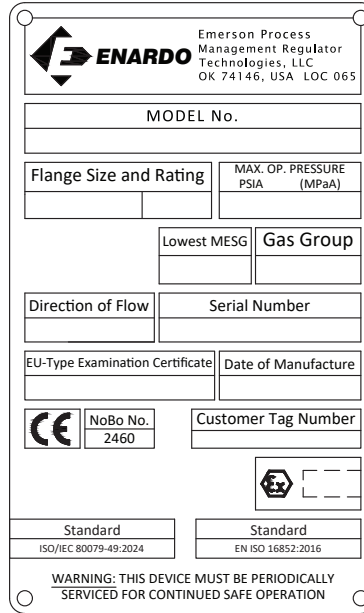 ENARDO
Emerson Process
Management Regulator
Technologies, LLC
OK 74146, USA LOC 065
MODEL No.
Flange Size and Rating
MAX. OP. PRESSURE
PSIA (MPaA)
Lowest MESG
Gas Group
Direction of Flow
Serial Number
EU-Type Examination Certificate
Date of Manufacture
CE
NoBo No.
2460
Customer Tag Number
Ex
Standard
ISO/IEC 80079-49:2024
Standard
EN ISO 16852:2016
WARNING: THIS DEVICE MUST BE PERIODICALLY
SERVICED FOR CONTINUED SAFE OPERATION